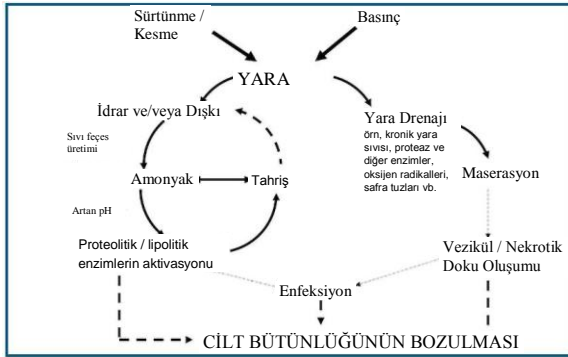 Sürtünme /
Kesme
Basınç
YARA
İdrar ve/veya Dışkı
Yara Drenajı
örn, kronik yara
sıvısı, proteaz ve
diğer enzimler,
oksijen radikalleri,
safra tuzları vb.
Sıvı feçes
üretimi
Amonyak
Tahriş
Maserasyon
Artan pH
Proteolitik / lipolitik
enzimlerin aktivasyonu
Vezikül / Nekrotik
Doku Oluşumu
Enfeksiyon
CİLT BÜTÜNLÜĞÜNÜN BOZULMASI